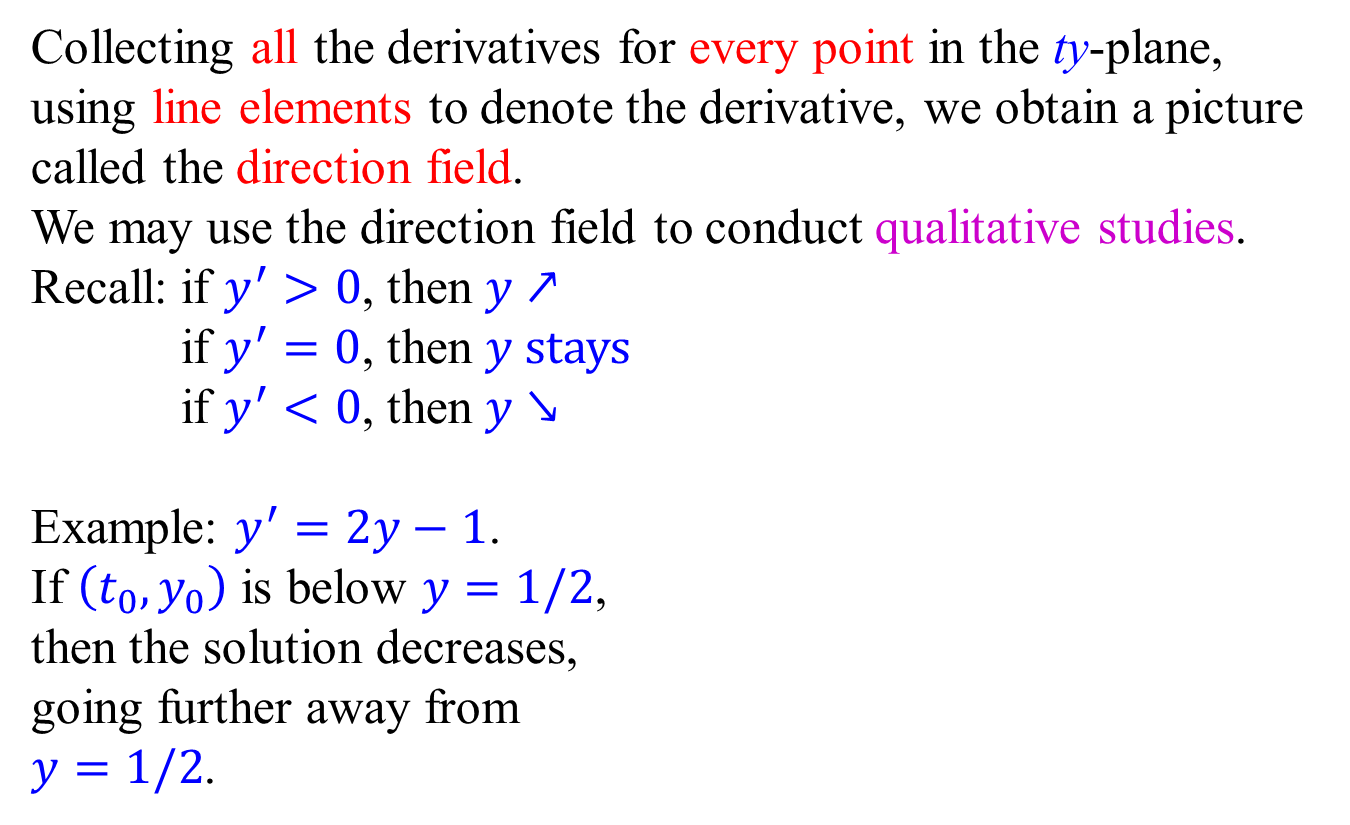 Collecting all the derivatives for every point in the ty-plane,
using line elements to denote the derivative, we obtain a picture
called the direction field.
We may use the direction field to conduct qualitative studies.
Recall: if y′ > 0, then y ↗
if y′ = 0, then y stays
if y′ < 0, then y ↘
Example: y′ = 2y − 1.
If (t₀, y₀) is below y = 1/2,
then the solution decreases,
going further away from
y = 1/2.